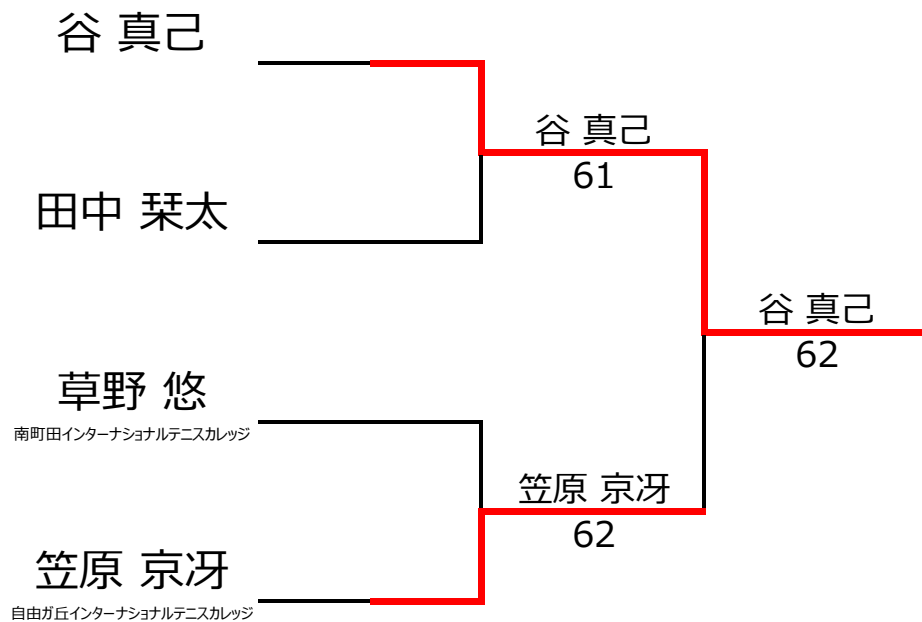 谷 真己
谷 真己
61
田中 栞太
谷 真己
62
草野 悠
南町田インターナショナルテニスカレッジ
笠原 京冴
62
笠原 京冴
自由ガ丘インターナショナルテニスカレッジ